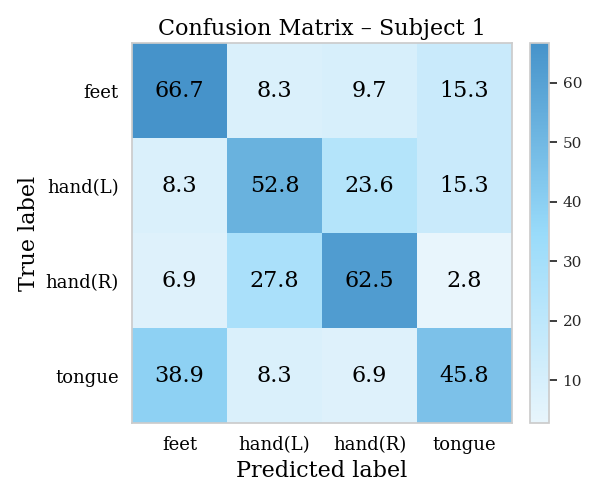 Confusion Matrix – Subject 1
feet 66.7 8.3 9.7 15.3
hand(L) 8.3 52.8 23.6 15.3
hand(R) 6.9 27.8 62.5 2.8
tongue 38.9 8.3 6.9 45.8
feet hand(L) hand(R) tongue
Predicted label
True label
60
50
40
30
20
10